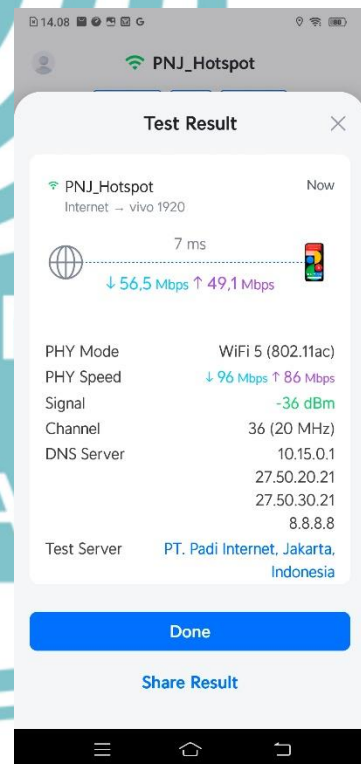 14.08 G
PNJ_Hotspot
Test Result
PNJ_Hotspot Now
Internet → vivo 1920
7 ms
↓ 56,5 Mbps ↑ 49,1 Mbps
PHY Mode WiFi 5 (802.11ac)
PHY Speed ↓ 96 Mbps ↑ 86 Mbps
Signal -36 dBm
Channel 36 (20 MHz)
DNS Server 10.15.0.1
27.50.20.21
27.50.30.21
8.8.8.8
Test Server PT. Padi Internet, Jakarta,
Indonesia
Done
Share Result